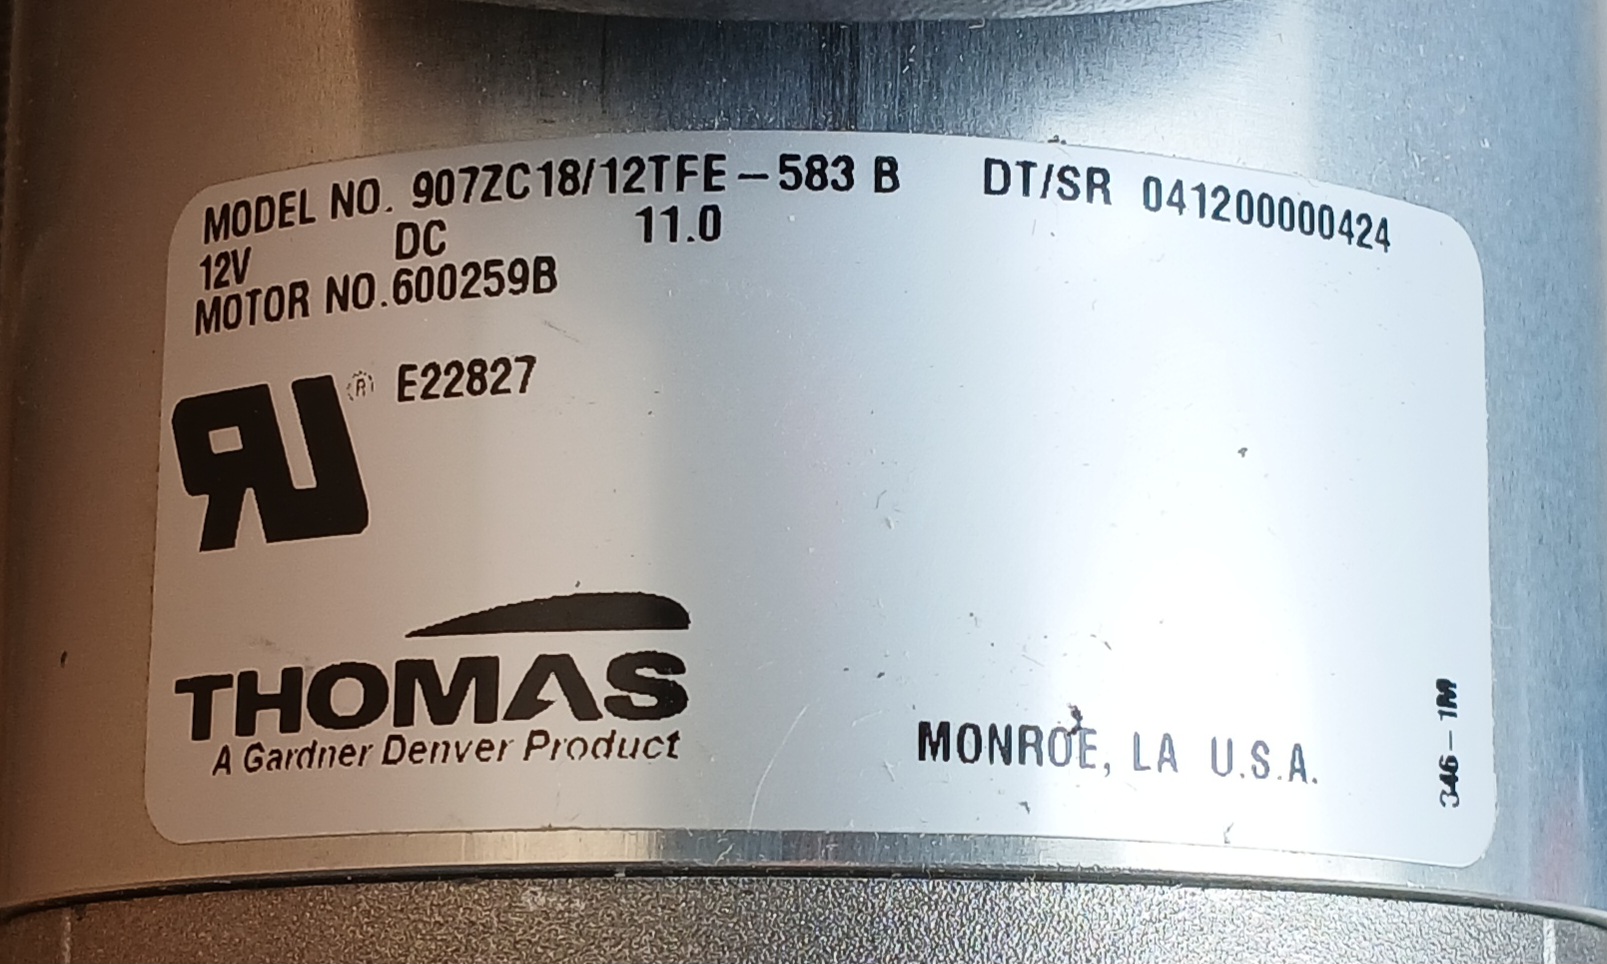 MODEL NO. 907ZC18/12TFE-583 B DT/SR 041200000424
12V DC 11.0
MOTOR NO.600259B
RU ® E22827
THOMAS
A Gardner Denver Product
MONROE, LA U.S.A.
346-1M